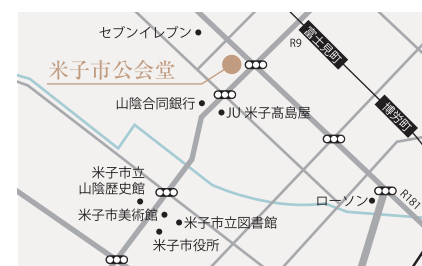 セブンイレブン
R9
富士見町
米子市公会堂
山陰合同銀行
JU 米子髙島屋
博労町
米子市立
山陰歴史館
ローソン
R181
米子市美術館
米子市立図書館
米子市役所